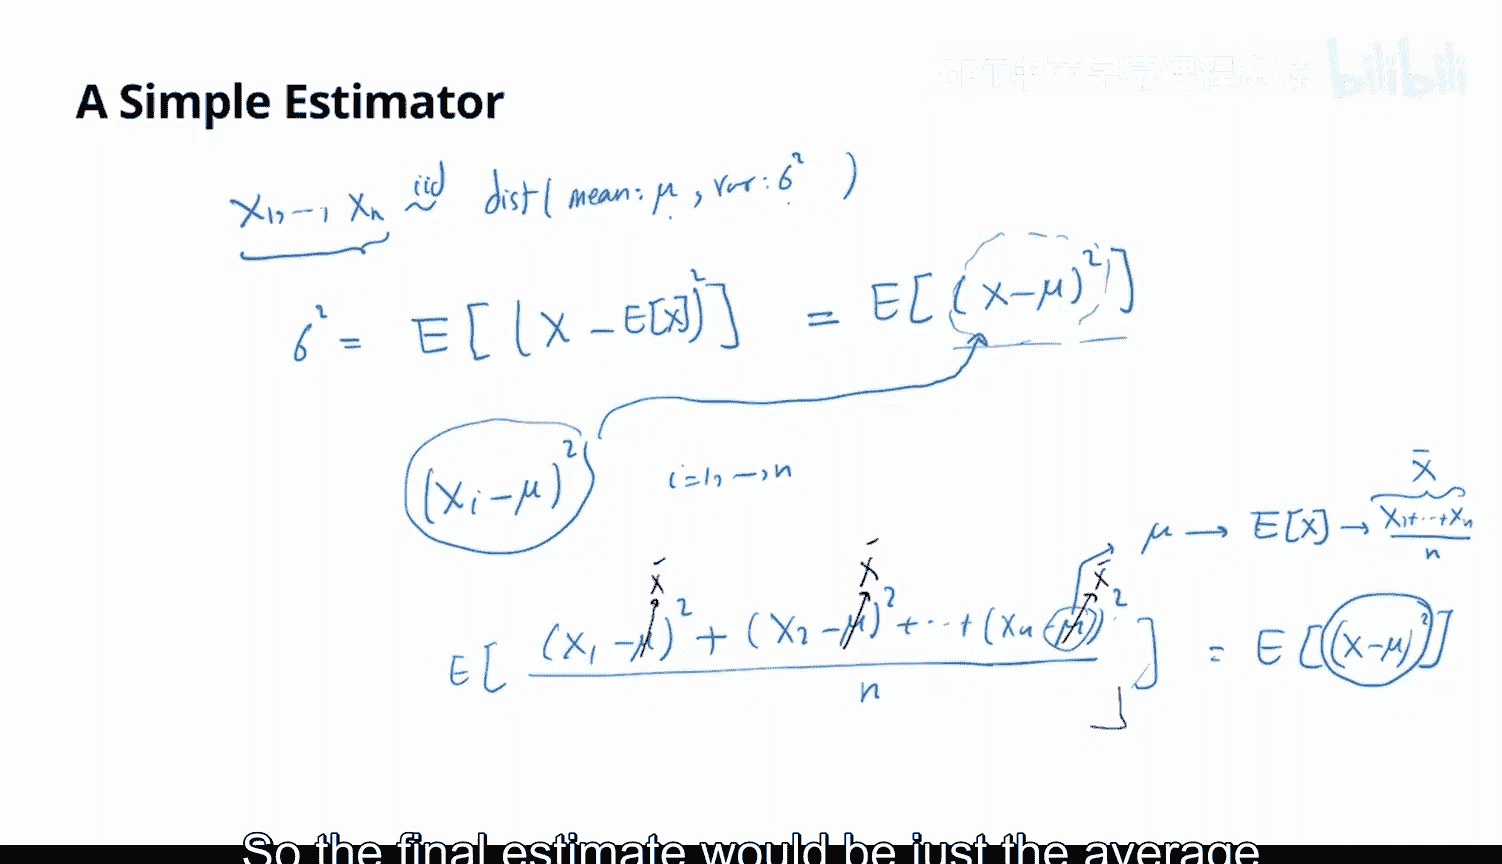 bilibili
A Simple Estimator
X₁, --, Xₙ iid ~ dist( mean: μ , var: σ² )
σ² = E[ (X - E[X])² ] = E[ (X-μ)² ]
(Xᵢ - μ)² i=1, --, n
X̄
μ → E[X] → X₁+···+Xₙ / n
X̄ X̄ X̄
E[ (X₁ - μ)² + (X₂ - μ)² + ··· + (Xₙ - μ)² / n ] = E[(X-μ)²]
So the final estimate would be just the average